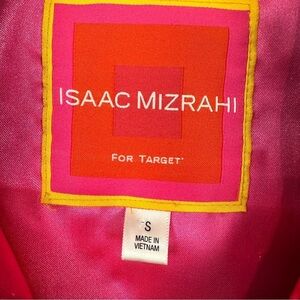 ISAAC MIZRAHI
FOR TARGET
S
MADE IN
VIETNAM